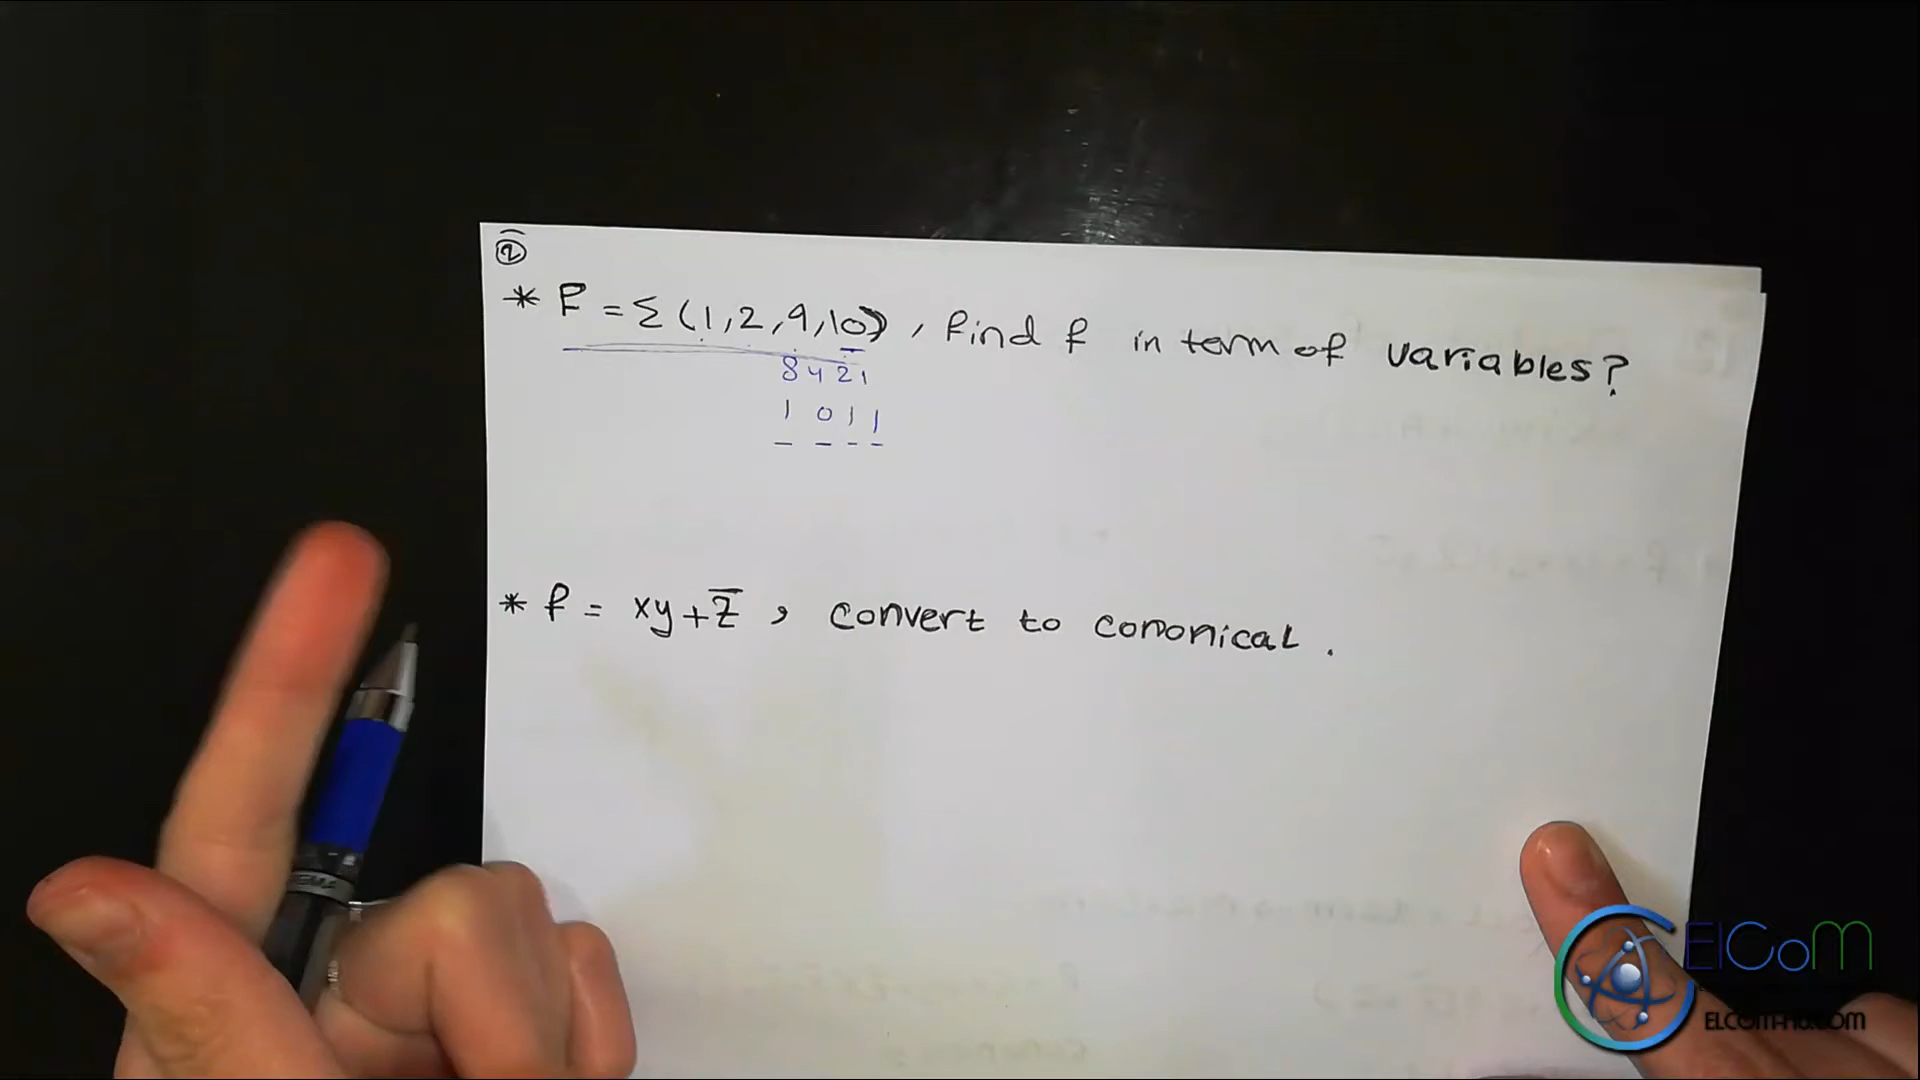 2
* F = Σ (1,2,9,10) , Find f in term of variables?
8 4 2 1
1 0 1 1
* f = xy+z̅ , convert to cononical .
ElCoM